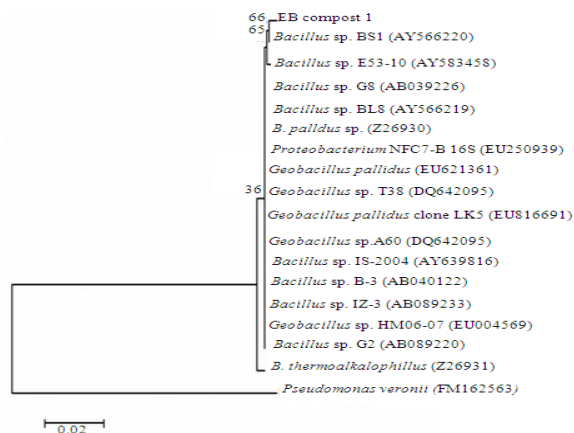 66
EB compost 1
65
Bacillus sp. BS1 (AY566220)
Bacillus sp. E53-10 (AY583458)
Bacillus sp. G8 (AB039226)
Bacillus sp. BL8 (AY566219)
B. palldus sp. (Z26930)
Proteobacterium NFC7-B 16S (EU250939)
Geobacillus pallidus (EU621361)
36
Geobacillus sp. T38 (DQ642095)
Geobacillus pallidus clone LK5 (EU816691)
Geobacillus sp.A60 (DQ642095)
Bacillus sp. IS-2004 (AY639816)
Bacillus sp. B-3 (AB040122)
Bacillus sp. IZ-3 (AB089233)
Geobacillus sp. HM06-07 (EU004569)
Bacillus sp. G2 (AB089220)
B. thermoalkalophillus (Z26931)
Pseudomonas veronii (FM162563)
0.02